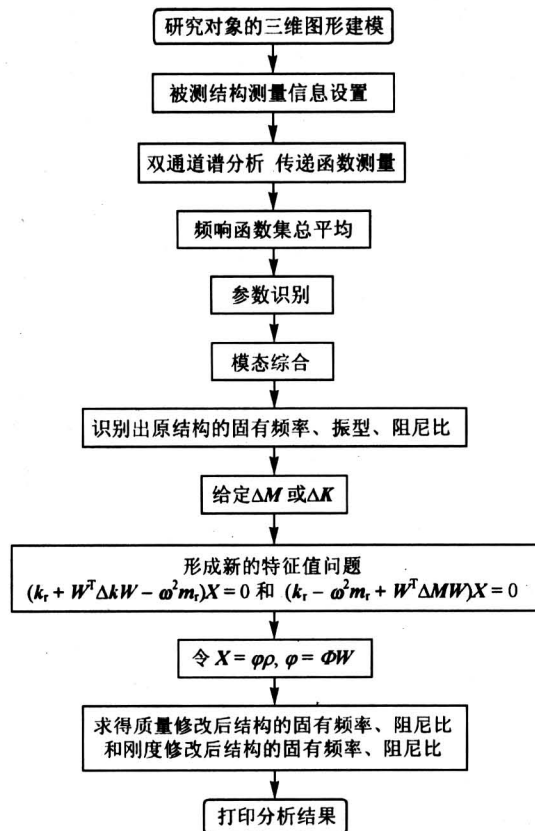 研究对象的三维图形建模
被测结构测量信息设置
双通道谱分析 传递函数测量
频响函数集总平均
参数识别
模态综合
识别出原结构的固有频率、振型、阻尼比
给定ΔM 或ΔK
形成新的特征值问题
(kᵣ + WᵀΔkW − ω²mᵣ)X = 0 和 (kᵣ − ω²mᵣ + WᵀΔMW)X = 0
令 X = φρ, φ = ΦW
求得质量修改后结构的固有频率、阻尼比
和刚度修改后结构的固有频率、阻尼比
打印分析结果